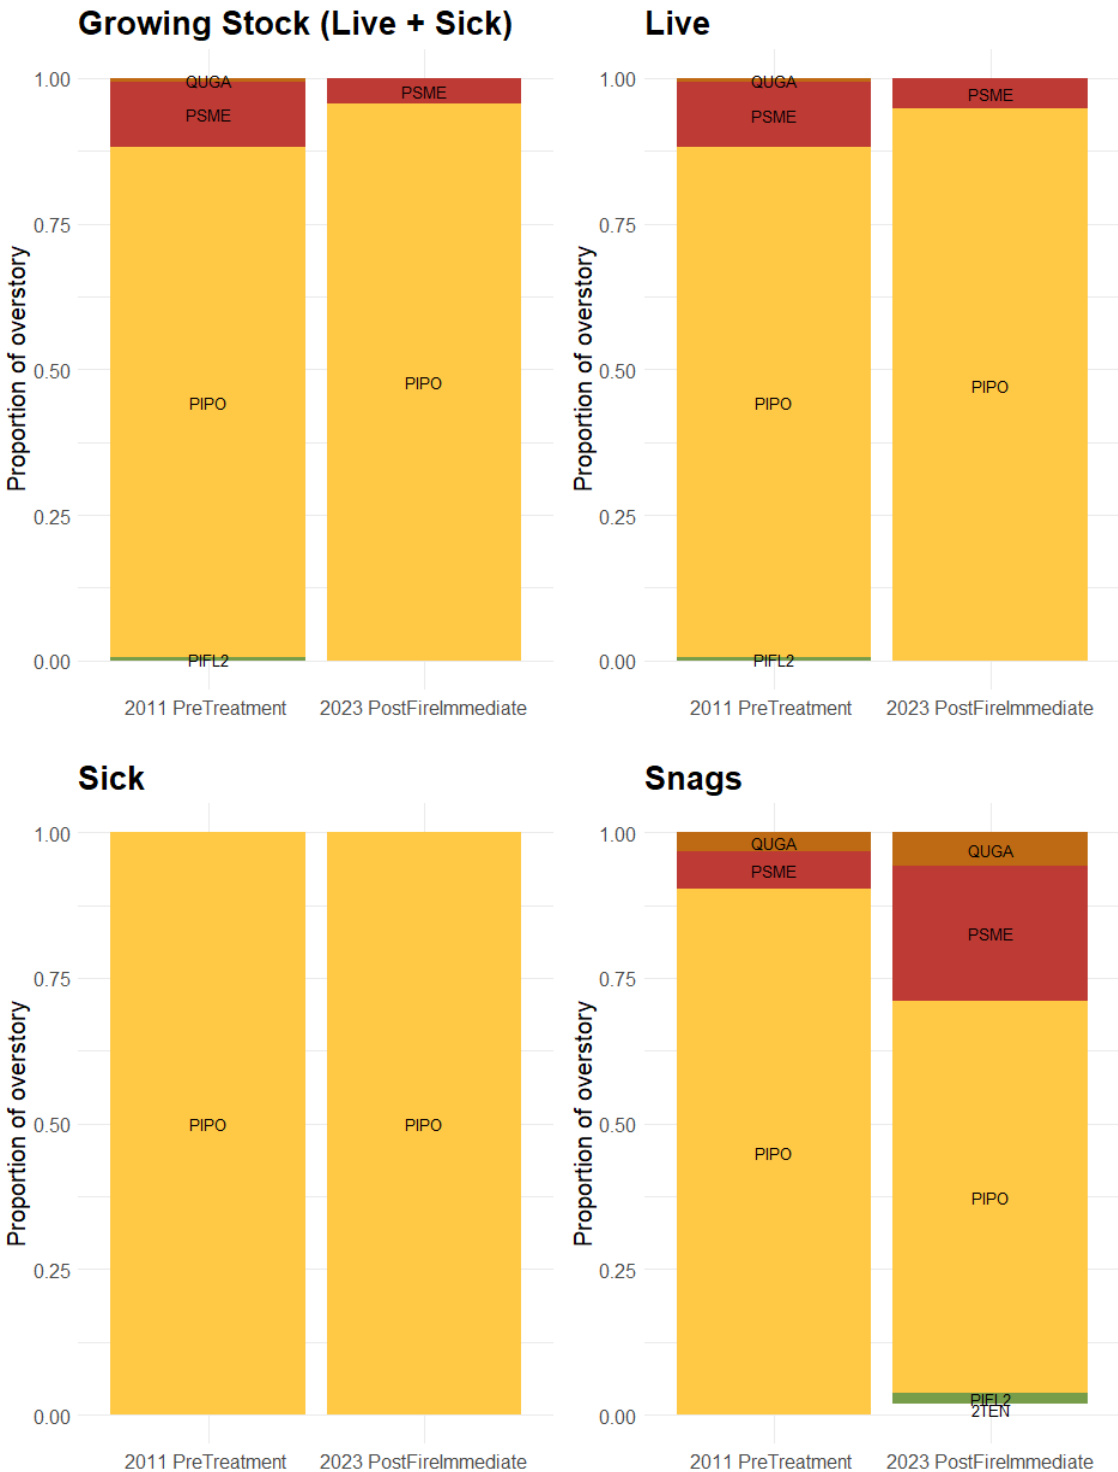 Growing Stock (Live + Sick)
Live
Proportion of overstory
1.00
0.75
0.50
0.25
0.00
QUGA
PSME
PIPO
PIFL2
PSME
PIPO
2011 PreTreatment
2023 PostFireImmediate
Proportion of overstory
1.00
0.75
0.50
0.25
0.00
QUGA
PSME
PIPO
PIFL2
PSME
PIPO
2011 PreTreatment
2023 PostFireImmediate
Sick
Snags
Proportion of overstory
1.00
0.75
0.50
0.25
0.00
PIPO
PIPO
2011 PreTreatment
2023 PostFireImmediate
Proportion of overstory
1.00
0.75
0.50
0.25
0.00
QUGA
PSME
PIPO
QUGA
PSME
PIPO
PIFL2
2TEN
2011 PreTreatment
2023 PostFireImmediate